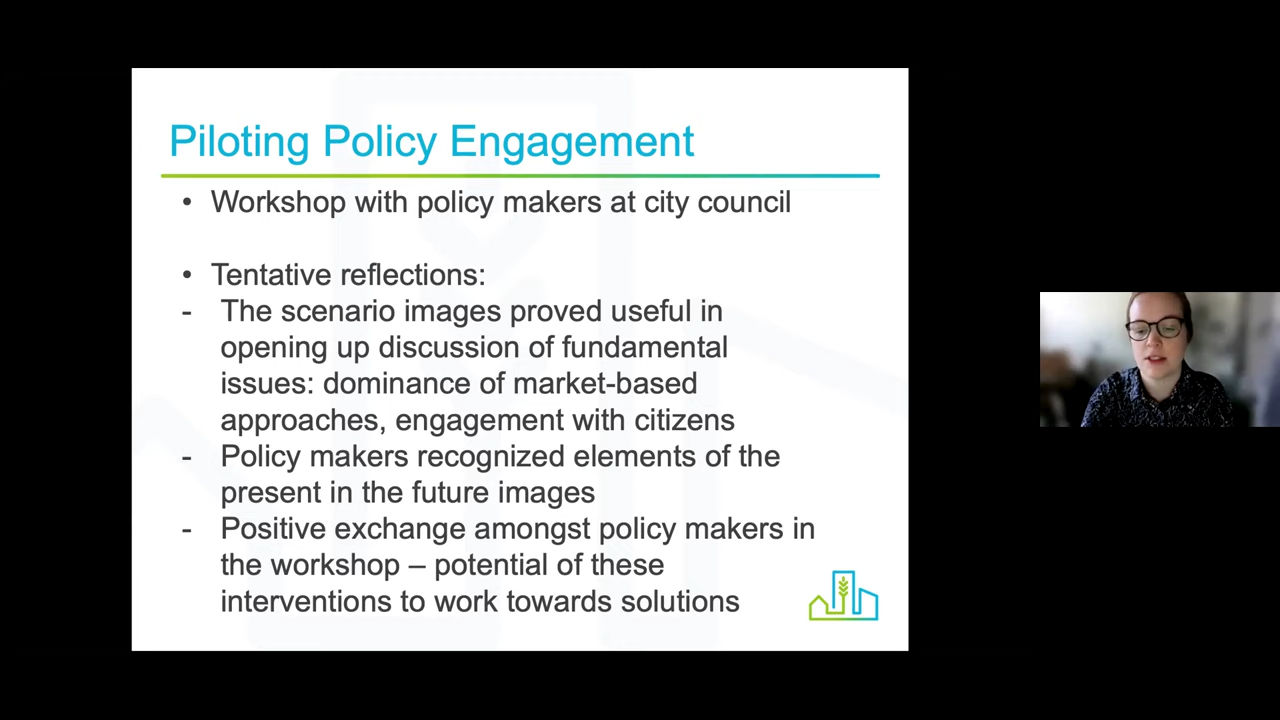 Piloting Policy Engagement
• Workshop with policy makers at city council
• Tentative reflections:
- The scenario images proved useful in
opening up discussion of fundamental
issues: dominance of market-based
approaches, engagement with citizens
- Policy makers recognized elements of the
present in the future images
- Positive exchange amongst policy makers in
the workshop – potential of these
interventions to work towards solutions